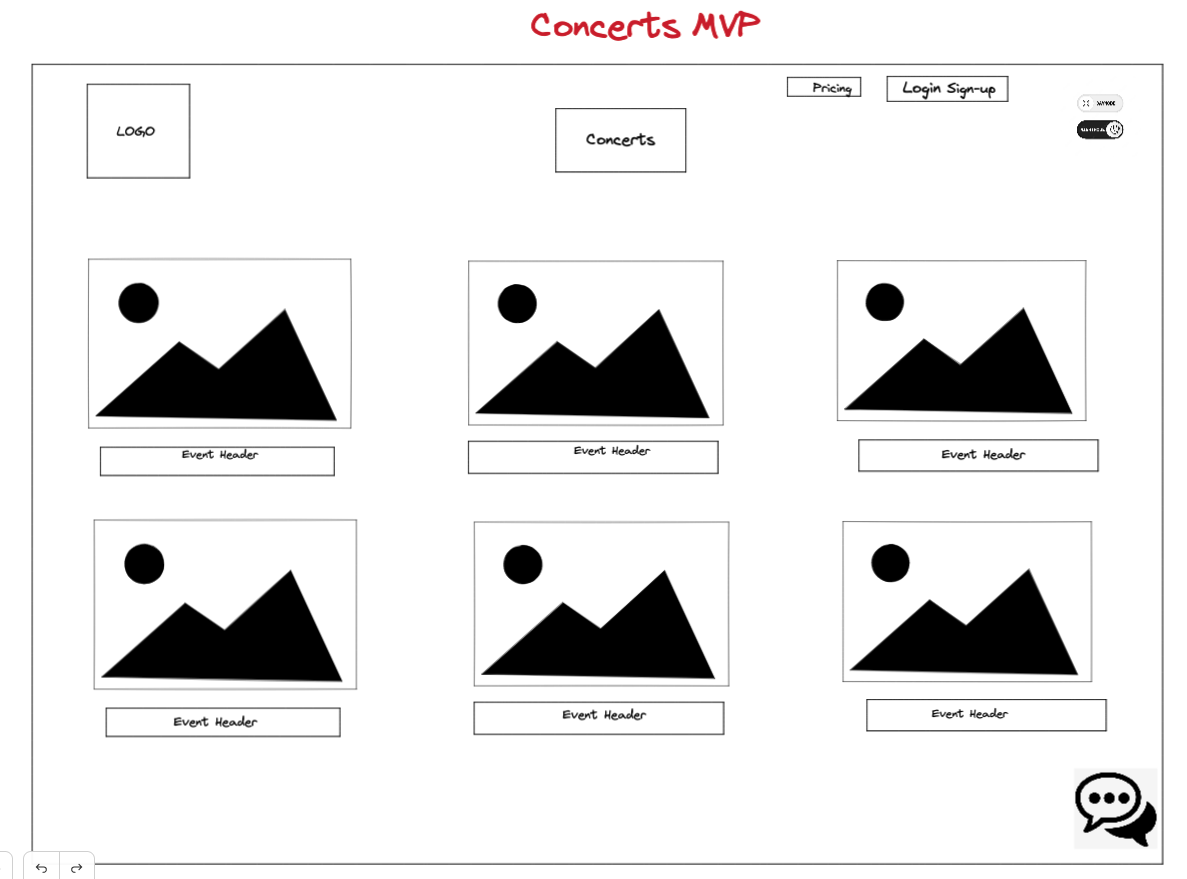 Concerts MVP
Pricing
Login Sign-up
LOGO
Concerts
DAYMODE
Event Header
Event Header
Event Header
Event Header
Event Header
Event Header